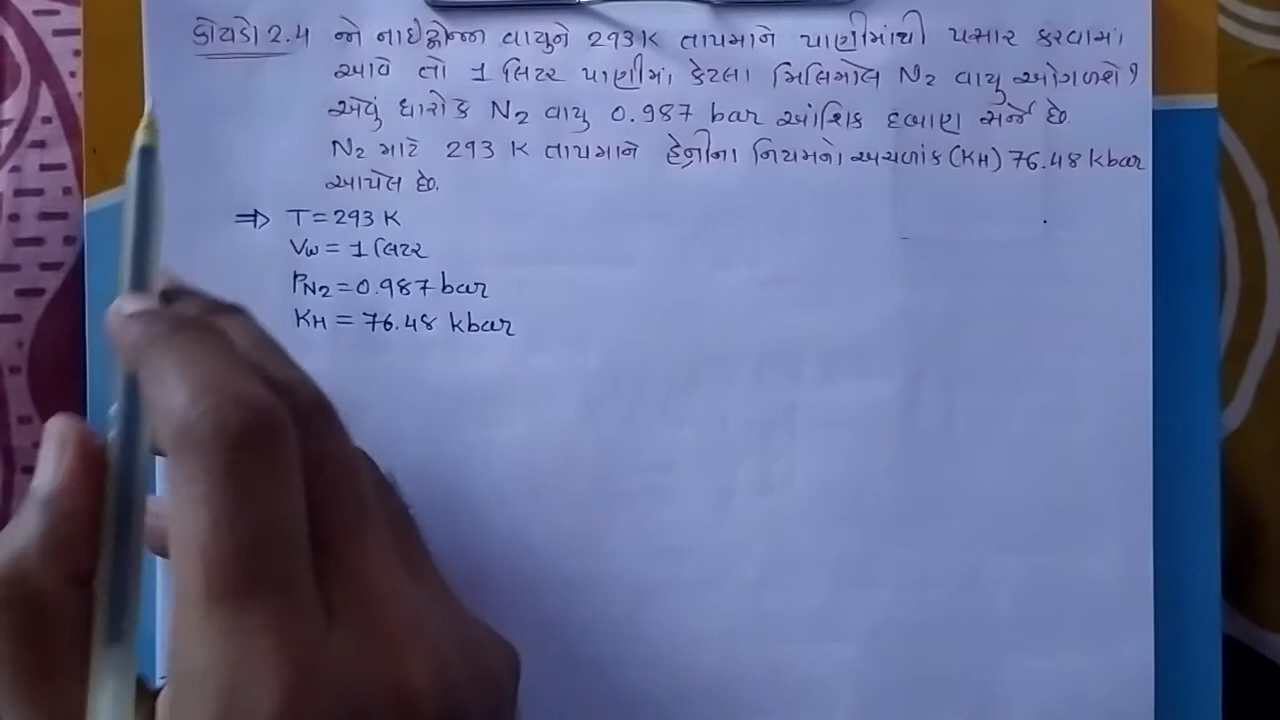 કોયડો 2.4 જો નાઈટ્રોજન વાયુને 293 K તાપમાને પાણીમાંથી પસાર કરવામાં
આવે તો 1 લિટર પાણીમાં કેટલા મિલિમોલ N₂ વાયુ ઓગળશે?
એવું ધારોકે N₂ વાયુ 0.987 bar આંશિક દબાણ સર્જે છે.
N₂ માટે 293 K તાપમાને હેન્રીના નિયમનો અચળાંક (KH) 76.48 kbar
આપેલ છે.
⇒ T = 293 K
Vw = 1 લિટર
PN₂ = 0.987 bar
KH = 76.48 kbar